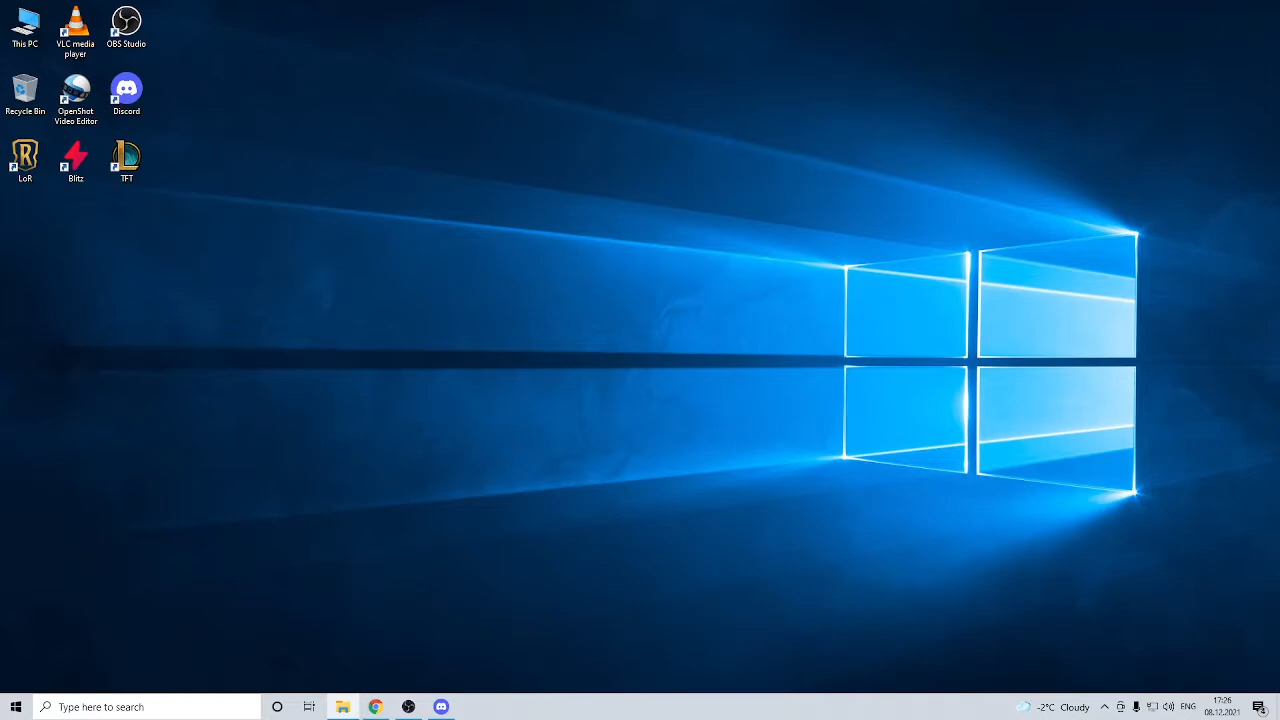 This PC
VLC media
player
OBS Studio
Recycle Bin
OpenShot
Video Editor
Discord
LoR
Blitz
TFT
Type here to search
-2°C Cloudy
ENG
17:26
08.12.2021
4